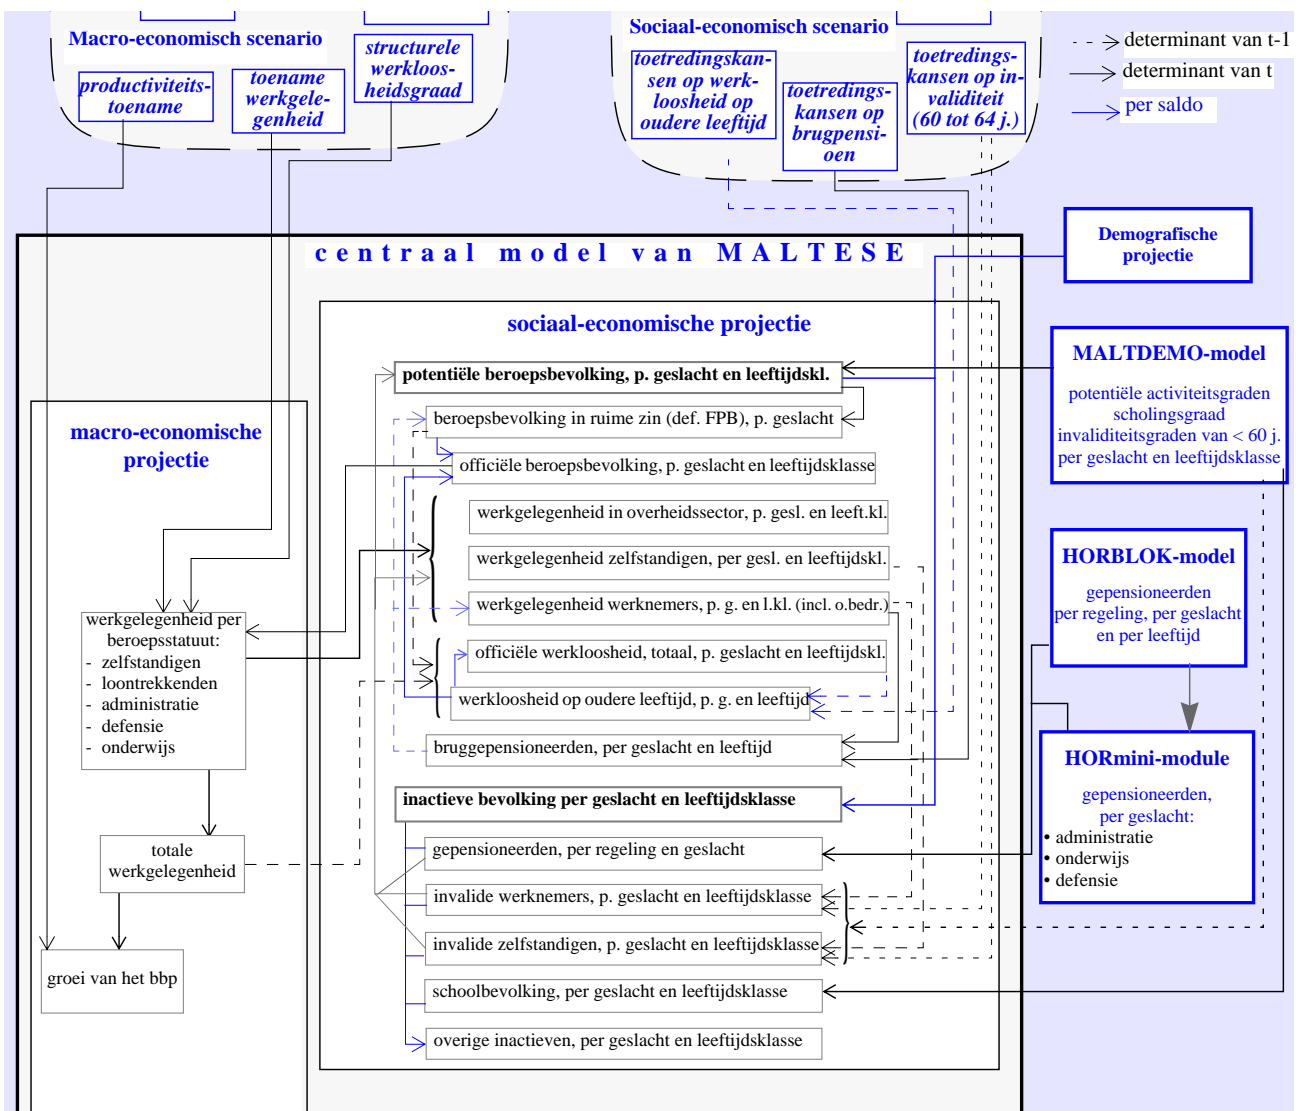 Macro-economisch scenario
productiviteits-
toename
toename
werkgele-
genheid
structurele
werkloos-
heidsgraad
Sociaal-economisch scenario
toetredingskan-
sen op werk-
loosheid op
oudere leeftijd
toetredings-
kansen op
brugpensi-
oen
toetredings-
kansen op in-
validiteit
(60 tot 64 j.)
determinant van t-1
determinant van t
per saldo
centraal model van MALTESE
Demografische
projectie
sociaal-economische projectie
potentiële beroepsbevolking, p. geslacht en leeftijdskl.
beroepsbevolking in ruime zin (def. FPB), p. geslacht
officiële beroepsbevolking, p. geslacht en leeftijdsklasse
werkgelegenheid in overheidssector, p. gesl. en leeft.kl.
werkgelegenheid zelfstandigen, per gesl. en leeftijdskl.
werkgelegenheid werknemers, p. g. en l.kl. (incl. o.bedr.)
officiële werkloosheid, totaal, p. geslacht en leeftijdskl.
werkloosheid op oudere leeftijd, p. g. en leeftijd
bruggepensioneerden, per geslacht en leeftijd
inactieve bevolking per geslacht en leeftijdsklasse
gepensioneerden, per regeling en geslacht
invalide werknemers, p. geslacht en leeftijdsklasse
invalide zelfstandigen, p. geslacht en leeftijdsklasse
schoolbevolking, per geslacht en leeftijdsklasse
overige inactieven, per geslacht en leeftijdsklasse
macro-economische
projectie
werkgelegenheid per
beroepsstatuut:
- zelfstandigen
- loontrekkenden
- administratie
- defensie
- onderwijs
totale
werkgelegenheid
groei van het bbp
MALTDEMO-model
potentiële activiteitsgraden
scholingsgraad
invaliditeitsgraden van < 60 j.
per geslacht en leeftijdsklasse
HORBLOK-model
gepensioneerden
per regeling, per geslacht
en per leeftijd
HORmini-module
gepensioneerden,
per geslacht:
• administratie
• onderwijs
• defensie